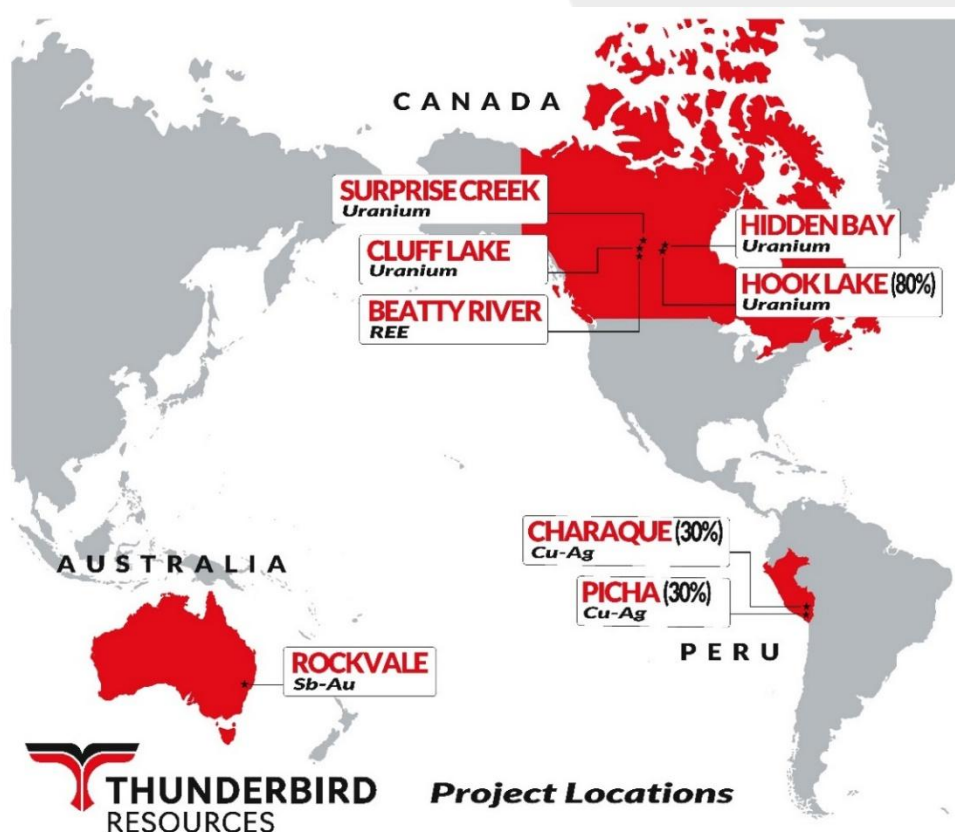 CANADA
SURPRISE CREEK
Uranium
CLUFF LAKE
Uranium
BEATTY RIVER
REE
HIDDEN BAY
Uranium
HOOK LAKE (80%)
Uranium
CHARAQUE (30%)
Cu-Ag
PICHA (30%)
Cu-Ag
PERU
AUSTRALIA
ROCKVALE
Sb-Au
THUNDERBIRD
RESOURCES
Project Locations